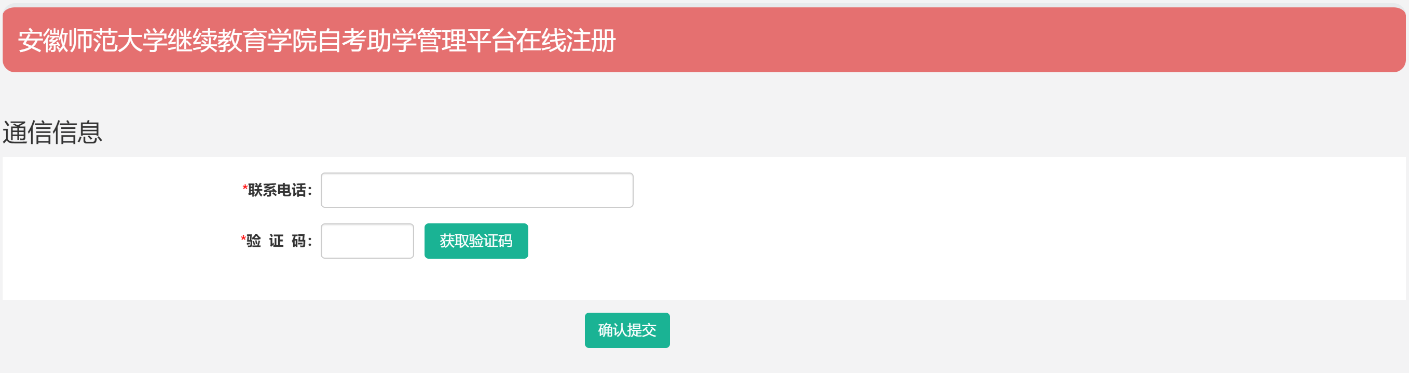 安徽师范大学继续教育学院自考助学管理平台在线注册
通信信息
*联系电话：
*验 证 码： 获取验证码
确认提交